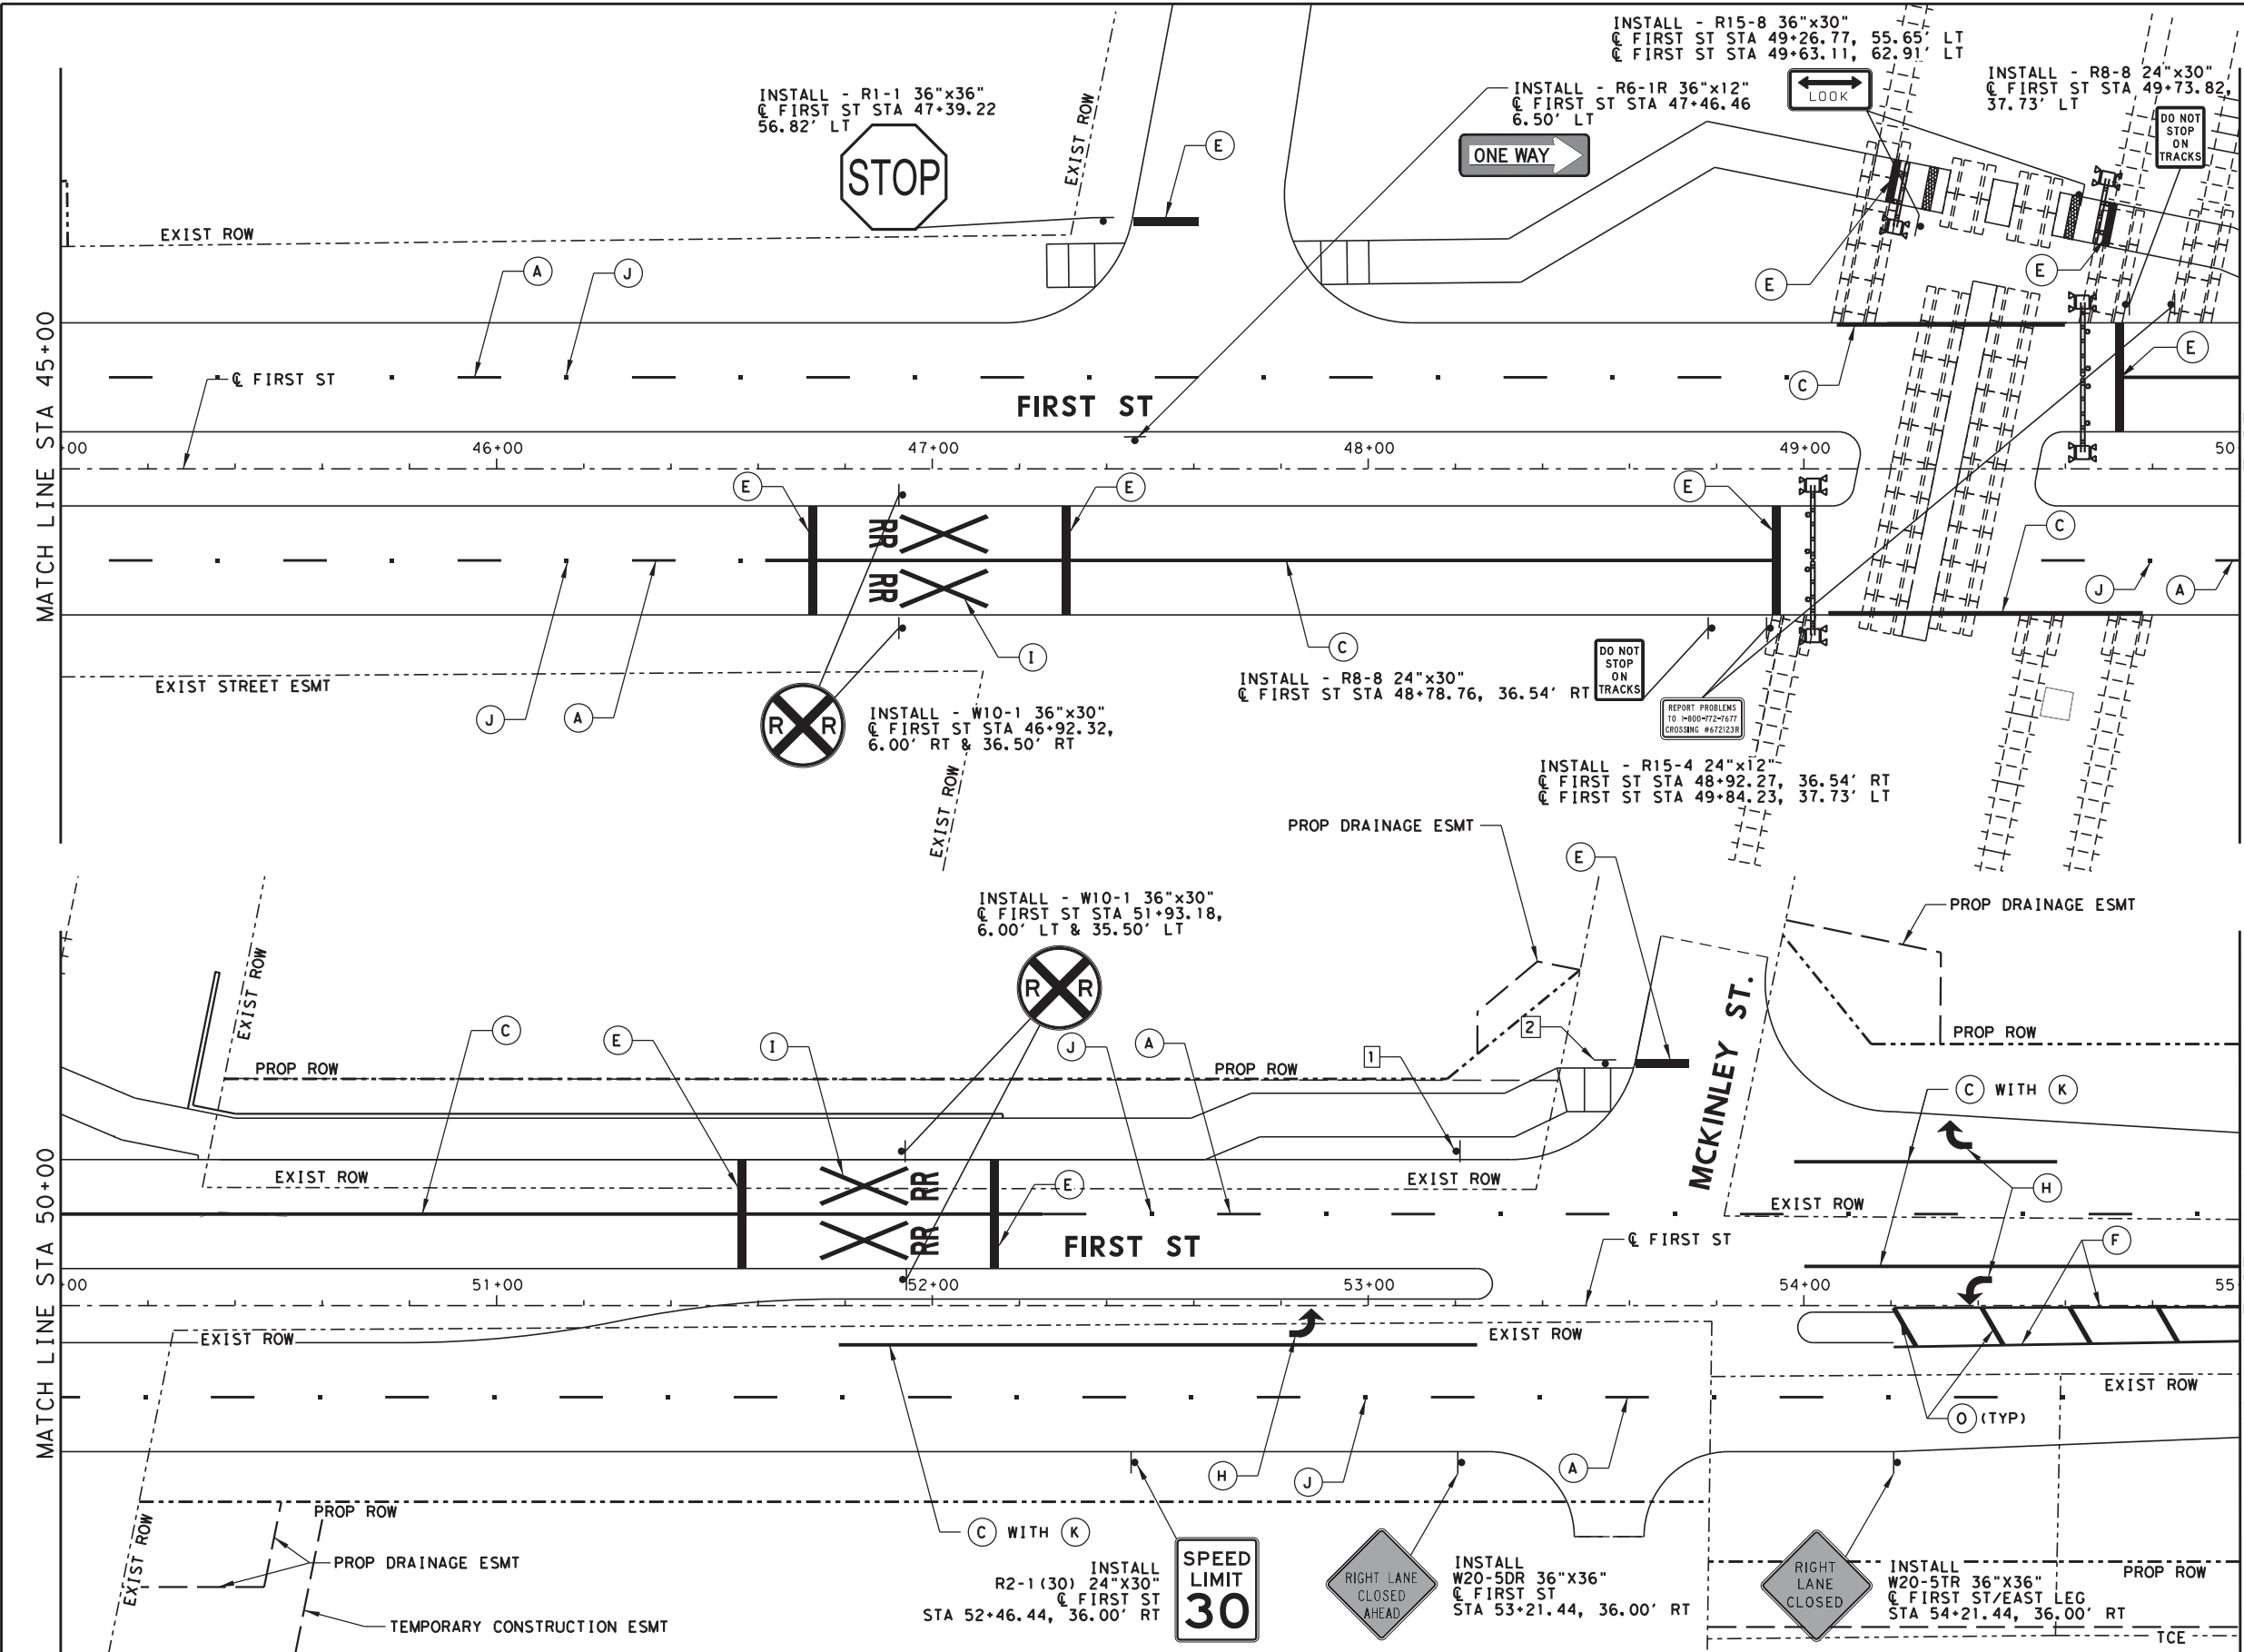 INSTALL - R15-8 36"x30"
℄ FIRST ST STA 49+26.77, 55.65' LT
℄ FIRST ST STA 49+63.11, 62.91' LT
LOOK
INSTALL - R8-8 24"x30"
℄ FIRST ST STA 49+73.82,
37.73' LT
DO NOT
STOP
ON
TRACKS
INSTALL - R6-1R 36"x12"
℄ FIRST ST STA 47+46.46
6.50' LT
ONE WAY
INSTALL - R1-1 36"x36"
℄ FIRST ST STA 47+39.22
56.82' LT
STOP
EXIST ROW
E
EXIST ROW
A
J
E
E
E
C
MATCH LINE STA 45+00
℄ FIRST ST
FIRST ST
+00
46+00
47+00
48+00
49+00
50
E
E
E
C
RR
RR
J
A
I
C
EXIST STREET ESMT
J
A
R R
INSTALL - W10-1 36"x30"
℄ FIRST ST STA 46+92.32,
6.00' RT & 36.50' RT
EXIST ROW
INSTALL - R8-8 24"x30"
℄ FIRST ST STA 48+78.76, 36.54' RT
DO NOT
STOP
ON
TRACKS
REPORT PROBLEMS
TO 1-800-772-7677
CROSSING #672123R
INSTALL - R15-4 24"x12"
℄ FIRST ST STA 48+92.27, 36.54' RT
℄ FIRST ST STA 49+84.23, 37.73' LT
PROP DRAINAGE ESMT
E
INSTALL - W10-1 36"x30"
℄ FIRST ST STA 51+93.18,
6.00' LT & 35.50' LT
R R
PROP DRAINAGE ESMT
EXIST ROW
MCKINLEY ST.
C
E
I
J
A
1
2
PROP ROW
PROP ROW
PROP ROW
C WITH K
EXIST ROW
RR
RR
E
EXIST ROW
H
EXIST ROW
MATCH LINE STA 50+00
FIRST ST
℄ FIRST ST
F
+00
51+00
52+00
53+00
54+00
55
EXIST ROW
EXIST ROW
EXIST ROW
O (TYP)
H
J
A
PROP ROW
EXIST ROW
PROP DRAINAGE ESMT
TEMPORARY CONSTRUCTION ESMT
C WITH K
INSTALL
R2-1(30) 24"X30"
℄ FIRST ST
STA 52+46.44, 36.00' RT
SPEED
LIMIT
30
RIGHT LANE
CLOSED
AHEAD
INSTALL
W20-5DR 36"X36"
℄ FIRST ST
STA 53+21.44, 36.00' RT
RIGHT
LANE
CLOSED
INSTALL
W20-5TR 36"X36"
℄ FIRST ST/EAST LEG
STA 54+21.44, 36.00' RT
PROP ROW
TCE